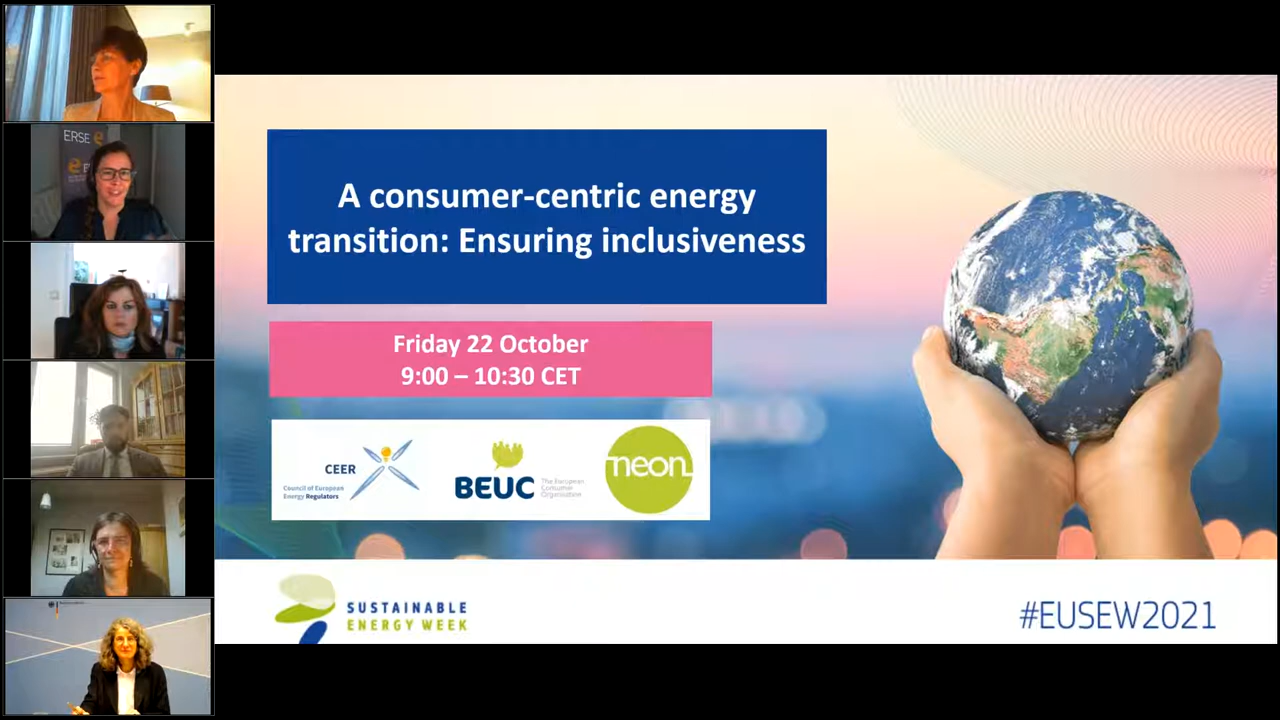 ERSE
A consumer-centric energy
transition: Ensuring inclusiveness
Friday 22 October
9:00 – 10:30 CET
CEER
Council of European
Energy Regulators
BEUC
The European
Consumer
Organisation
neon
SUSTAINABLE
ENERGY WEEK
#EUSEW2021